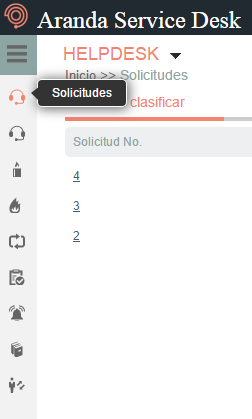 Aranda Service Desk
HELPDESK
Inicio >> Solicitudes
Solicitudes
clasificar
Solicitud No.
4
3
2